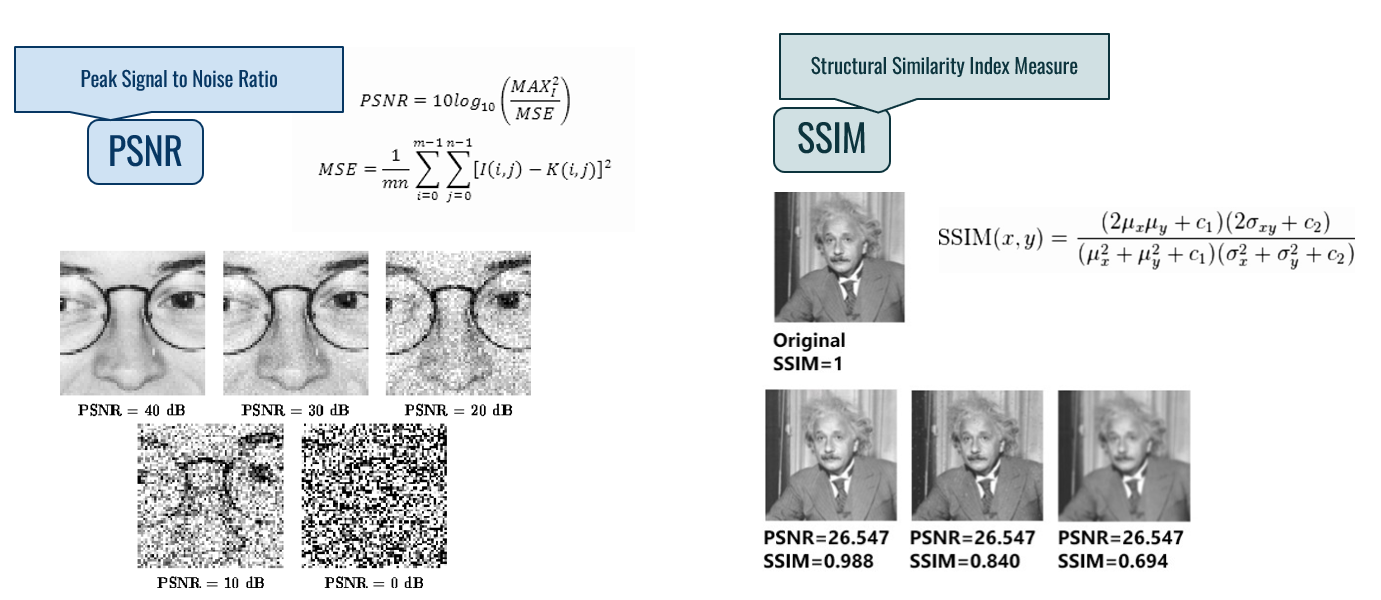 Peak Signal to Noise Ratio
PSNR
PSNR = 10log₁₀ (MAX_I² / MSE)
MSE = 1/mn ∑_{i=0}^{m−1} ∑_{j=0}^{n−1} [I(i,j) − K(i,j)]²
PSNR = 40 dB PSNR = 30 dB PSNR = 20 dB
PSNR = 10 dB PSNR = 0 dB
Structural Similarity Index Measure
SSIM
SSIM(x, y) = (2μ_xμ_y + c₁)(2σ_xy + c₂) / (μ_x² + μ_y² + c₁)(σ_x² + σ_y² + c₂)
Original
SSIM=1
PSNR=26.547 PSNR=26.547 PSNR=26.547
SSIM=0.988 SSIM=0.840 SSIM=0.694